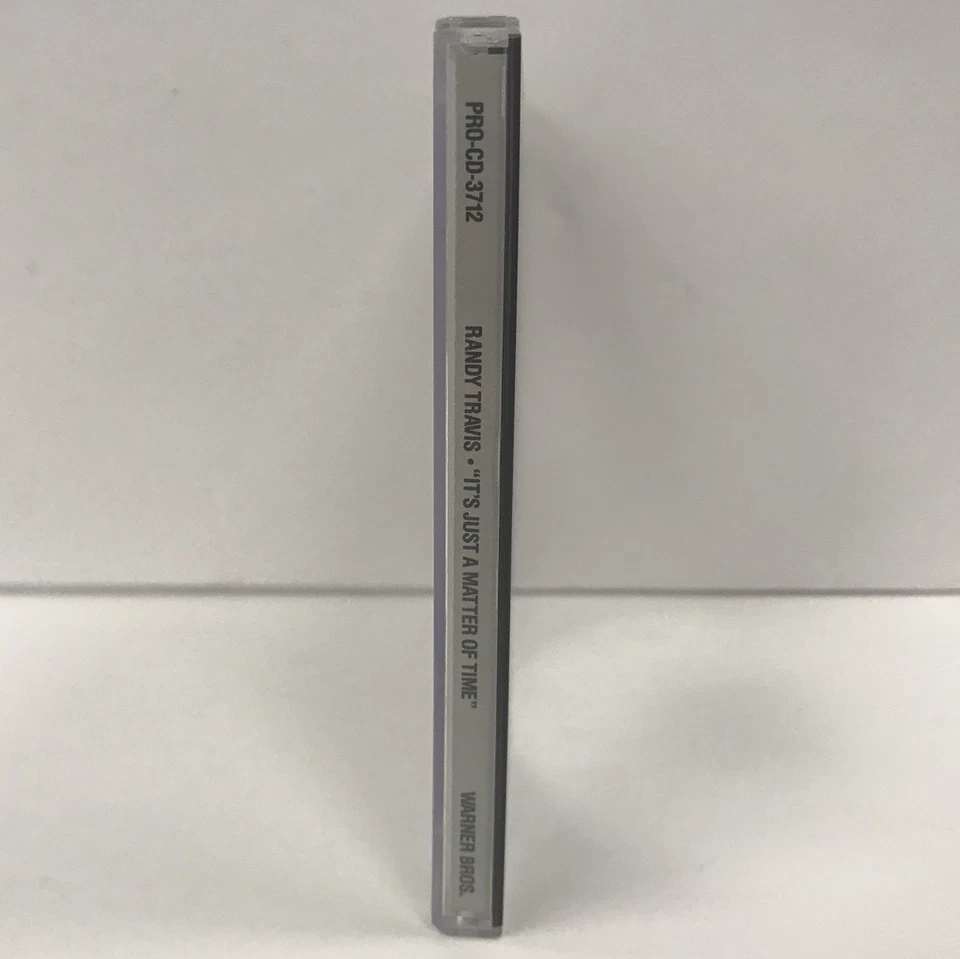 PRO-CD-3712
RANDY TRAVIS • “IT'S JUST A MATTER OF TIME”
WARNER BROS.